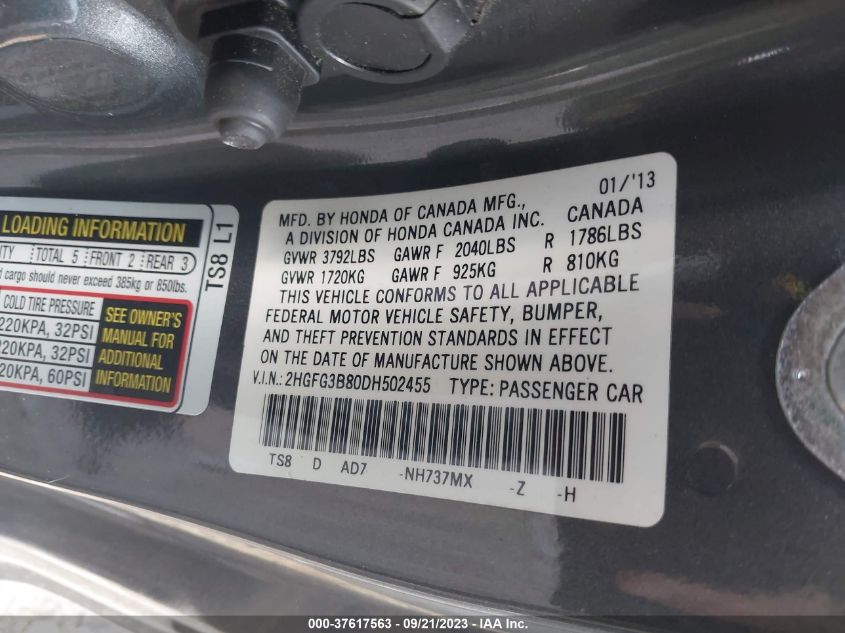 LOADING INFORMATION
TOTAL 5 FRONT 2 REAR 3
cargo should never exceed 385kg or 850lbs.
COLD TIRE PRESSURE
220KPA, 32PSI
220KPA, 32PSI
20KPA, 60PSI
SEE OWNER'S
MANUAL FOR
ADDITIONAL
INFORMATION
TS8 L1
01/'13
MFD. BY HONDA OF CANADA MFG.,
A DIVISION OF HONDA CANADA INC. CANADA
GVWR 3792LBS GAWR F 2040LBS R 1786LBS
GVWR 1720KG GAWR F 925KG R 810KG
THIS VEHICLE CONFORMS TO ALL APPLICABLE
FEDERAL MOTOR VEHICLE SAFETY, BUMPER,
AND THEFT PREVENTION STANDARDS IN EFFECT
ON THE DATE OF MANUFACTURE SHOWN ABOVE.
V.I.N.: 2HGFG3B80DH502455 TYPE: PASSENGER CAR
TS8 D AD7 -NH737MX -Z -H
000-37617563 - 09/21/2023 - IAA Inc.